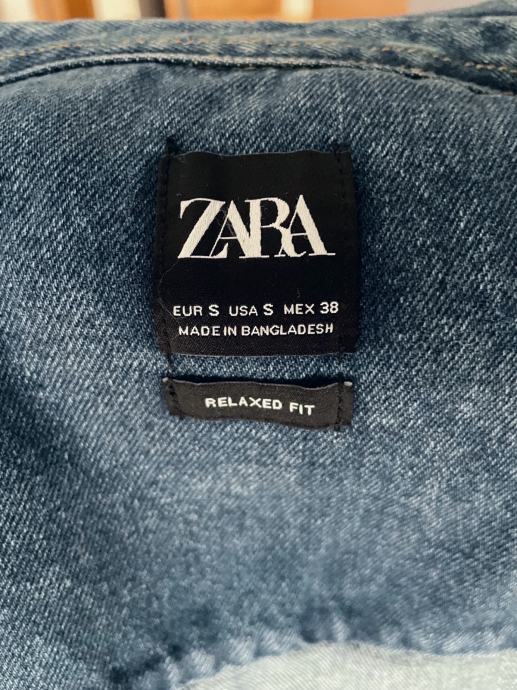 ZARA
EUR S USA S MEX 38
MADE IN BANGLADESH
RELAXED FIT